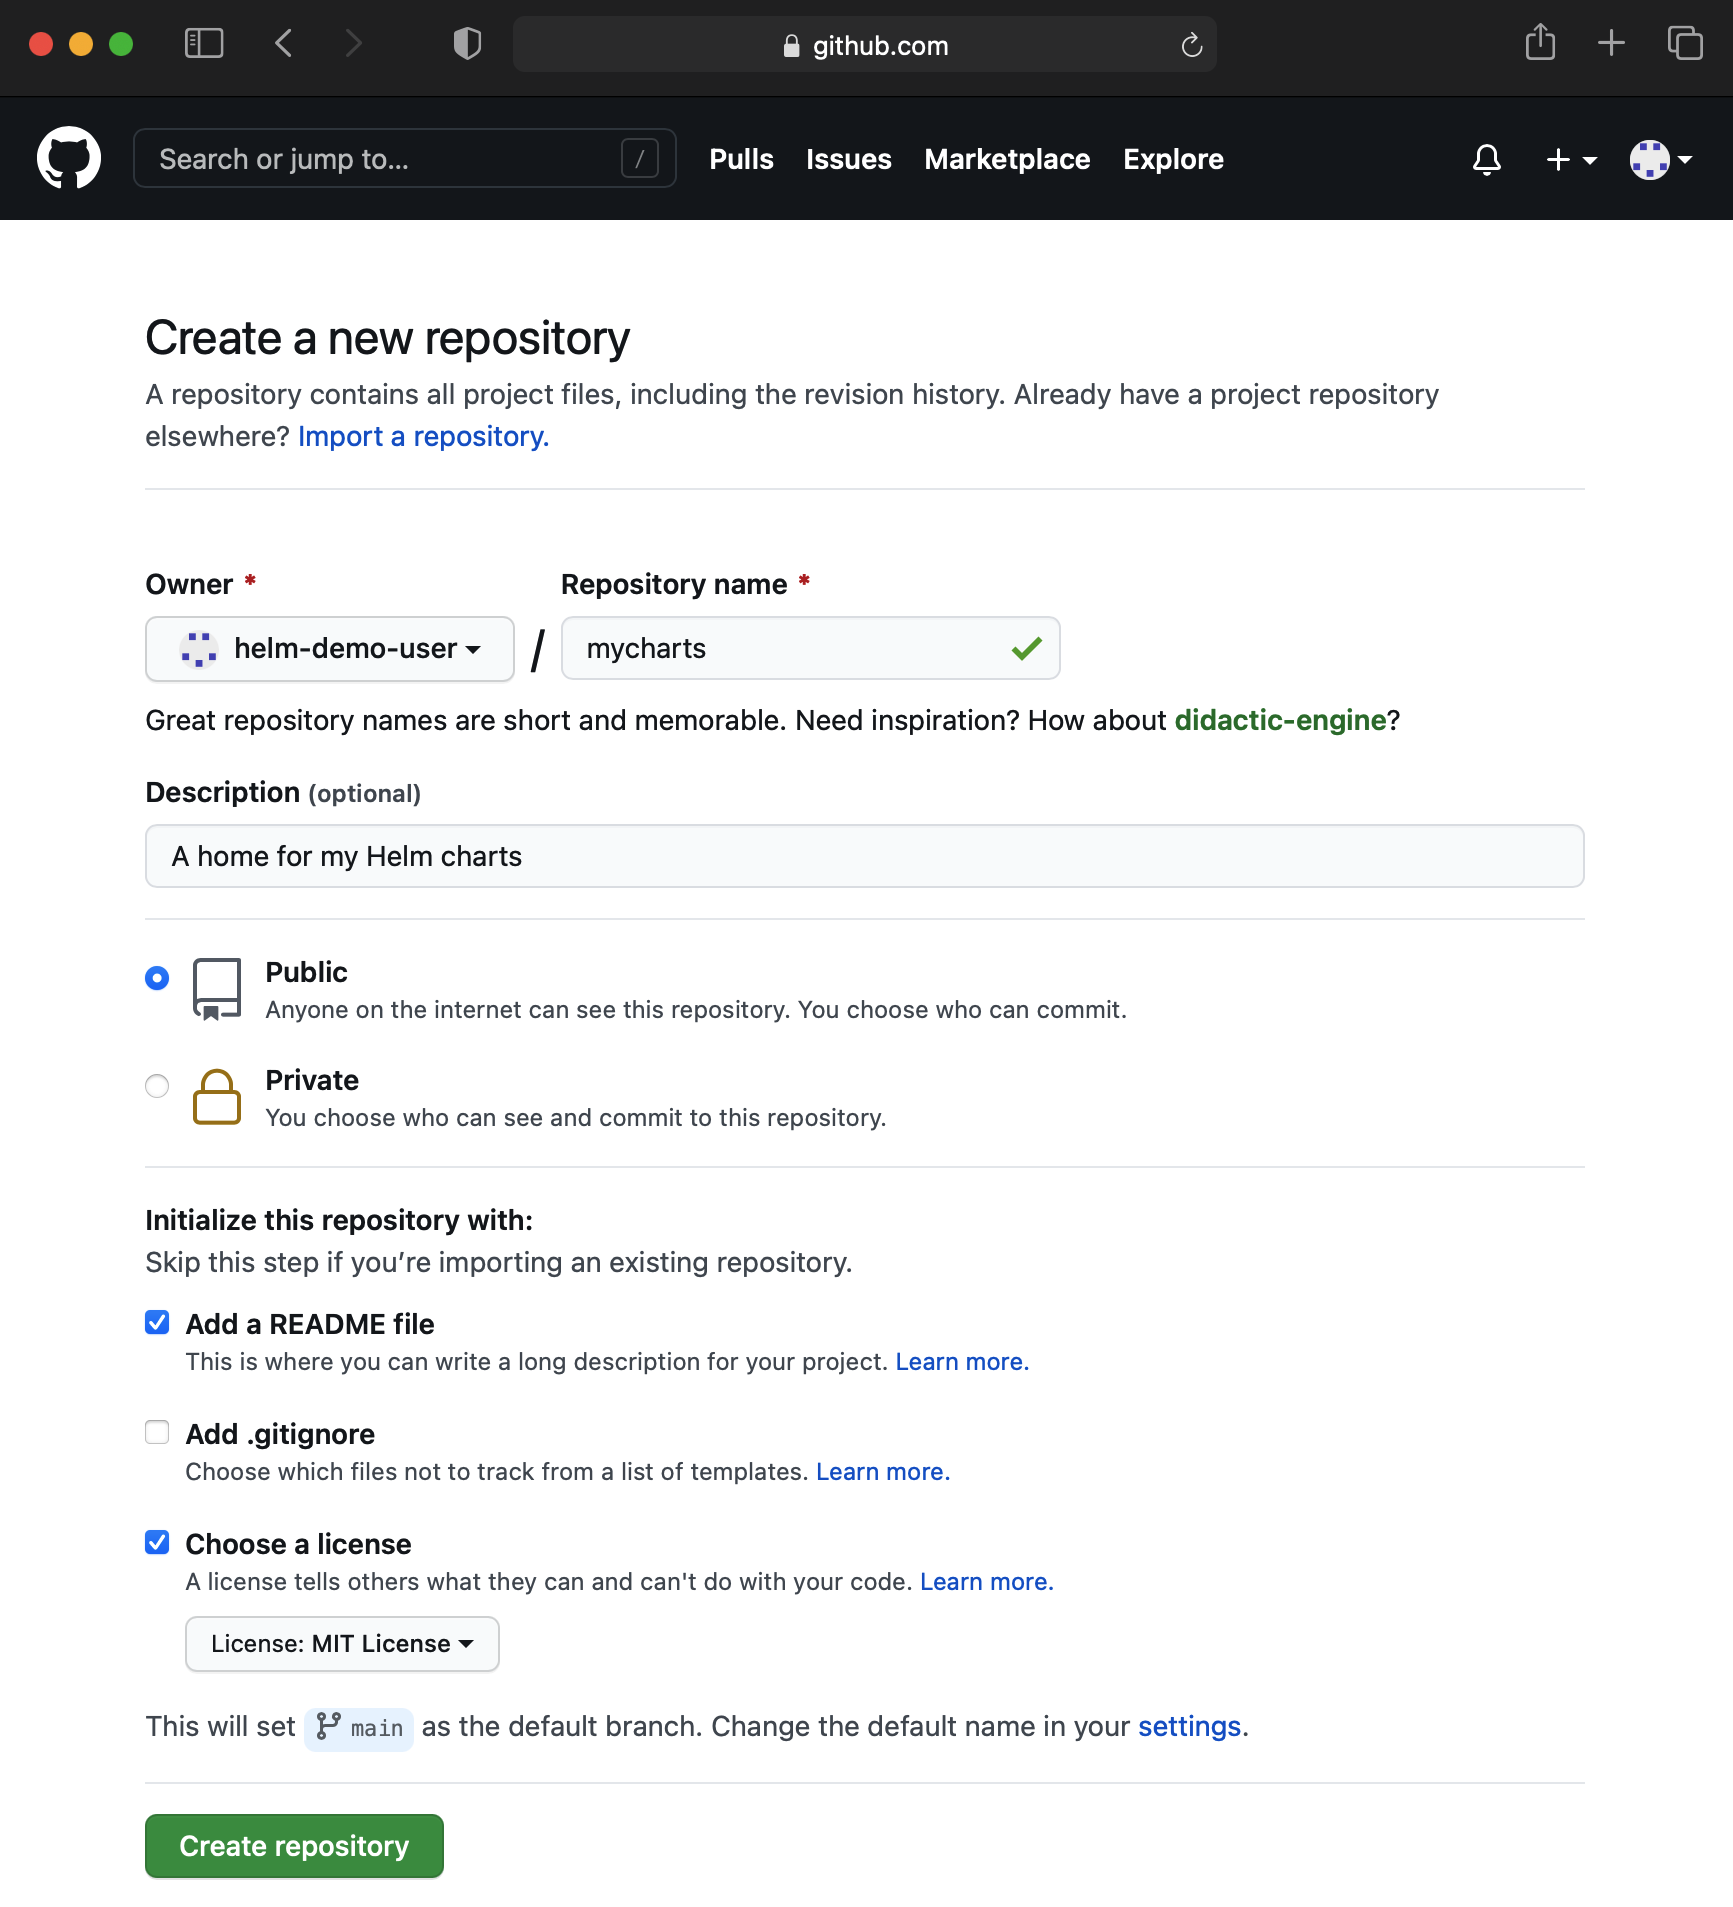 github.com
Search or jump to... /
Pulls Issues Marketplace Explore
Create a new repository
A repository contains all project files, including the revision history. Already have a project repository
elsewhere? Import a repository.
Owner * Repository name *
helm-demo-user / mycharts
Great repository names are short and memorable. Need inspiration? How about didactic-engine?
Description (optional)
A home for my Helm charts
Public
Anyone on the internet can see this repository. You choose who can commit.
Private
You choose who can see and commit to this repository.
Initialize this repository with:
Skip this step if you’re importing an existing repository.
Add a README file
This is where you can write a long description for your project. Learn more.
Add .gitignore
Choose which files not to track from a list of templates. Learn more.
Choose a license
A license tells others what they can and can't do with your code. Learn more.
License: MIT License
This will set main as the default branch. Change the default name in your settings.
Create repository